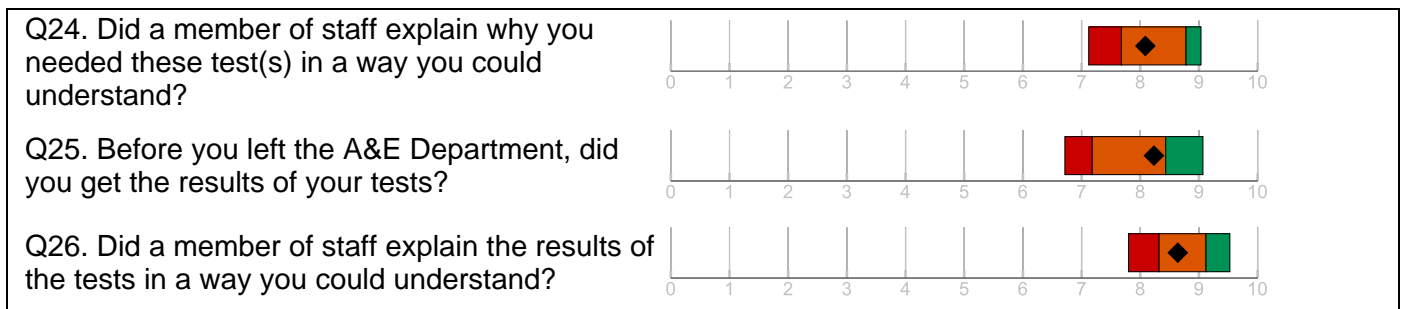 Q24. Did a member of staff explain why you
needed these test(s) in a way you could
understand?
0 1 2 3 4 5 6 7 8 9 10
Q25. Before you left the A&E Department, did
you get the results of your tests?
0 1 2 3 4 5 6 7 8 9 10
Q26. Did a member of staff explain the results of
the tests in a way you could understand?
0 1 2 3 4 5 6 7 8 9 10